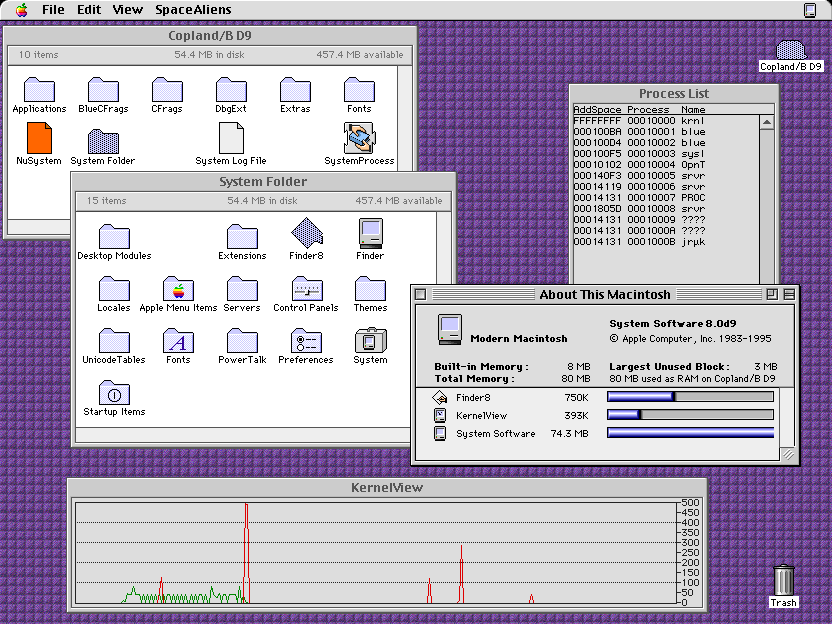 File Edit View SpaceAliens
Copland/B D9
10 items 54.4 MB in disk 457.4 MB available
Applications BlueCFrags CFrags DbgExt Extras Fonts
NuSystem System Folder System Log File SystemProcess
Copland/B D9
System Folder
15 items 54.4 MB in disk 457.4 MB available
Desktop Modules Extensions Finder8 Finder
Locales Apple Menu Items Servers Control Panels Themes
UnicodeTables Fonts PowerTalk Preferences System
Startup Items
Process List
AddSpace Process Name
FFFFFFFF 00010000 krnl
000100BA 00010001 blue
000100D4 00010002 blue
000100F5 00010003 sysl
00010102 00010004 OpnT
000140F3 00010005 srvr
00014119 00010006 srvr
00014131 00010007 PROC
0001805D 00010008 srvr
00014131 00010009 ????
00014131 0001000A ????
00014131 0001000B jrµk
About This Macintosh
Modern Macintosh
System Software 8.0d9
© Apple Computer, Inc. 1983-1995
Built-in Memory: 8 MB Largest Unused Block: 3 MB
Total Memory: 80 MB 80 MB used as RAM on Copland/B D9
Finder8 750K
KernelView 393K
System Software 74.3 MB
KernelView
500
450
400
350
300
250
200
150
100
50
0
Trash